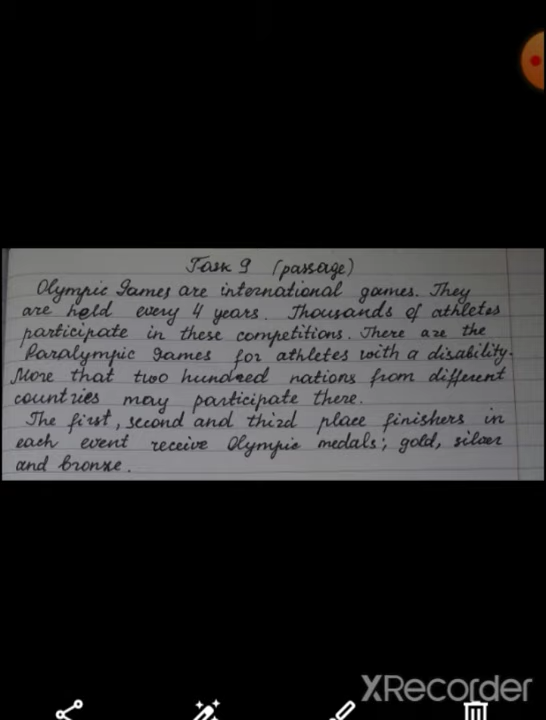 Task 9 (passage)
Olympic Games are international games. They
are held every 4 years. Thousands of athletes
participate in these competitions. There are the
Paralympic Games for athletes with a disability.
More that two hundred nations from different
countries may participate there.
The first, second and third place finishers in
each event receive Olympic medals; gold, silver
and bronze.
XRecorder